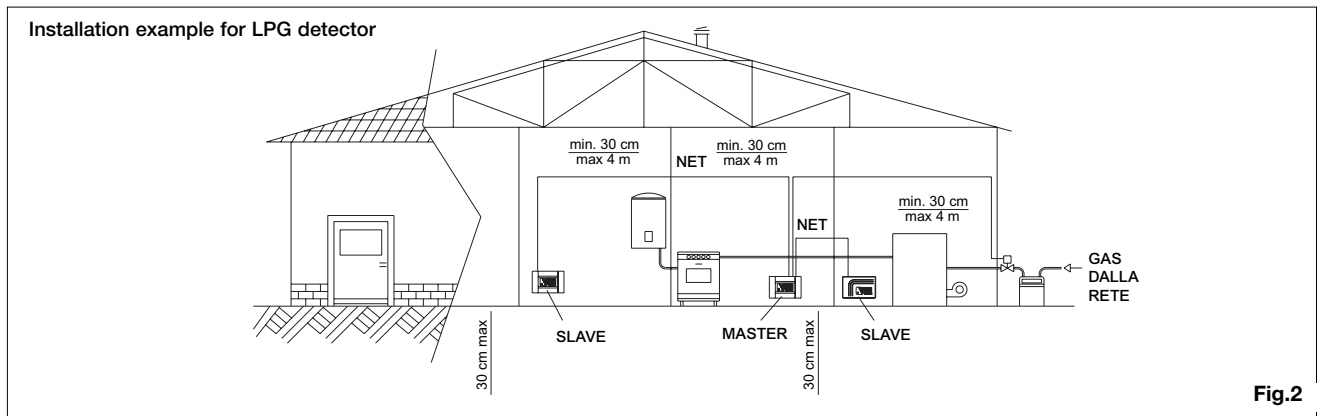 Installation example for LPG detector
min. 30 cm
max 4 m
NET
min. 30 cm
max 4 m
min. 30 cm
max 4 m
NET
GAS
DALLA
RETE
SLAVE
MASTER
SLAVE
30 cm max
30 cm max
Fig.2